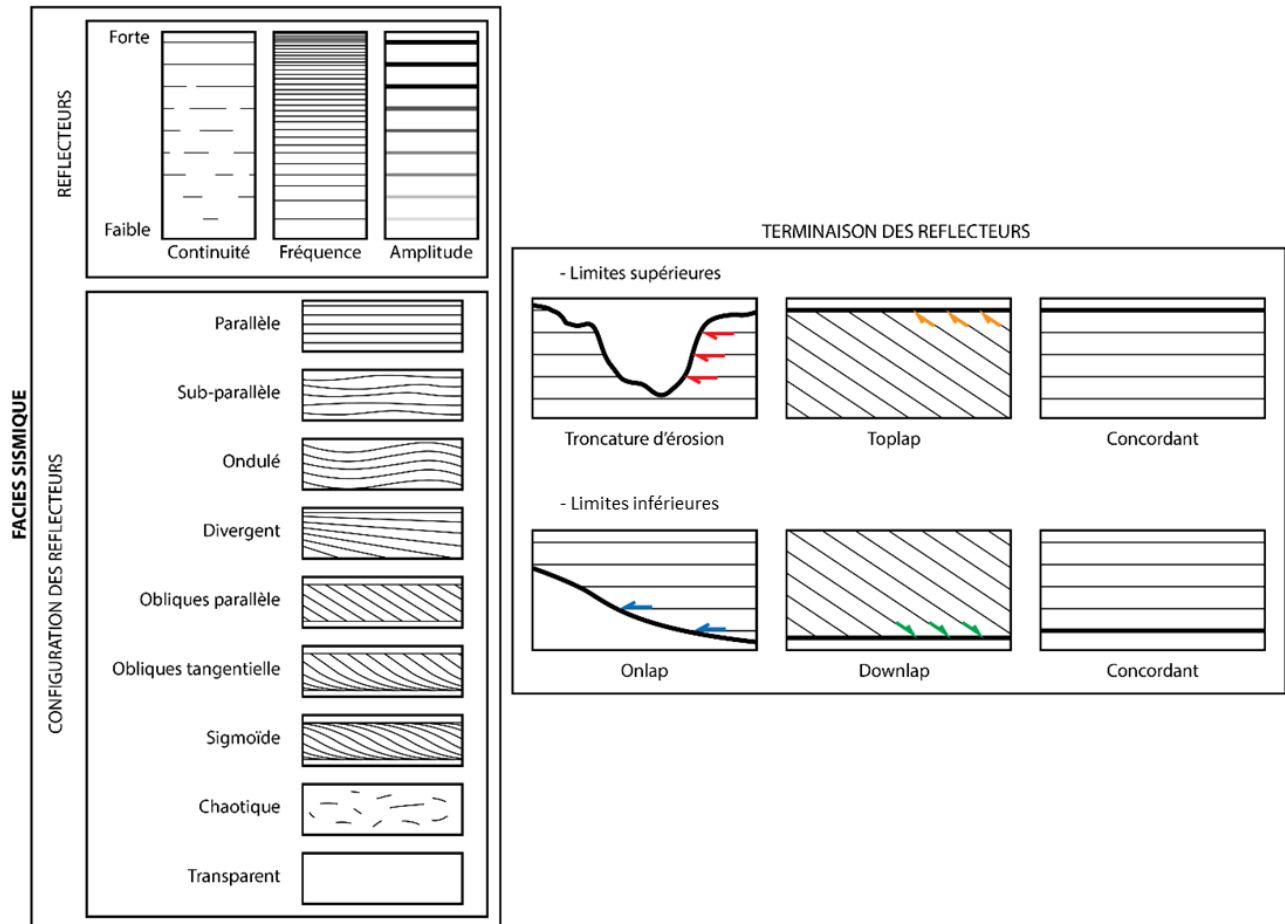 FACIES SISMIQUE
REFLECTEURS
Forte
Faible
Continuité
Fréquence
Amplitude
CONFIGURATION DES REFLECTEURS
Parallèle
Sub-parallèle
Ondulé
Divergent
Obliques parallèle
Obliques tangentielle
Sigmoïde
Chaotique
Transparent
TERMINAISON DES REFLECTEURS
- Limites supérieures
Troncature d'érosion
Toplap
Concordant
- Limites inférieures
Onlap
Downlap
Concordant